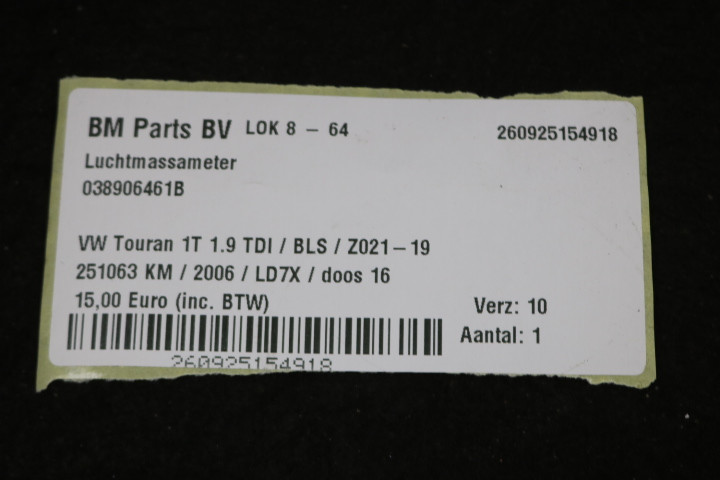 BM Parts BV LOK 8 - 64 260925154918
Luchtmassameter
038906461B
VW Touran 1T 1.9 TDI / BLS / Z021-19
251063 KM / 2006 / LD7X / doos 16
15,00 Euro (inc. BTW) Verz: 10
Aantal: 1
260925154918